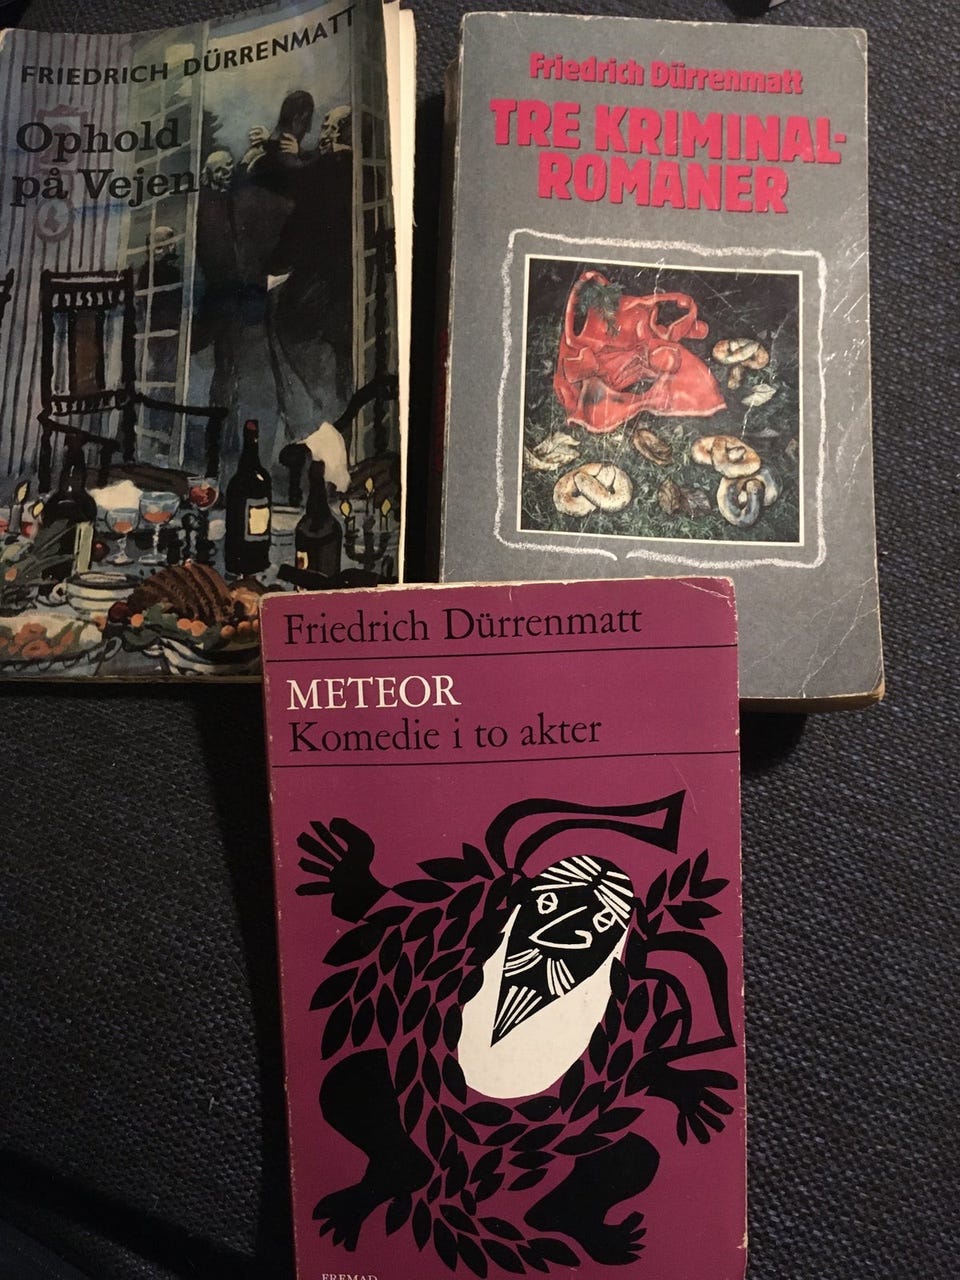 FRIEDRICH DÜRRENMATT
Ophold
på Vejen
Friedrich Dürrenmatt
TRE KRIMINAL-
ROMANER
Friedrich Dürrenmatt
METEOR
Komedie i to akter
FREMAD